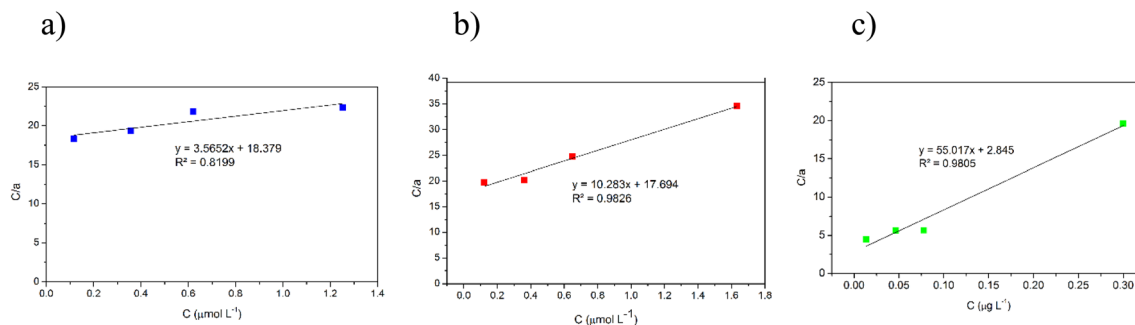 a)
b)
c)
25
20
15
10
5
0
C/a
0.0 0.2 0.4 0.6 0.8 1.0 1.2 1.4
C (μmol L⁻¹)
y = 3.5652x + 18.379
R² = 0.8199
40
35
30
25
20
15
10
5
0
C/a
0.0 0.2 0.4 0.6 0.8 1.0 1.2 1.4 1.6 1.8
C (μmol L⁻¹)
y = 10.283x + 17.694
R² = 0.9826
25
20
15
10
5
0
C/a
0.00 0.05 0.10 0.15 0.20 0.25 0.30
C (μg L⁻¹)
y = 55.017x + 2.845
R² = 0.9805